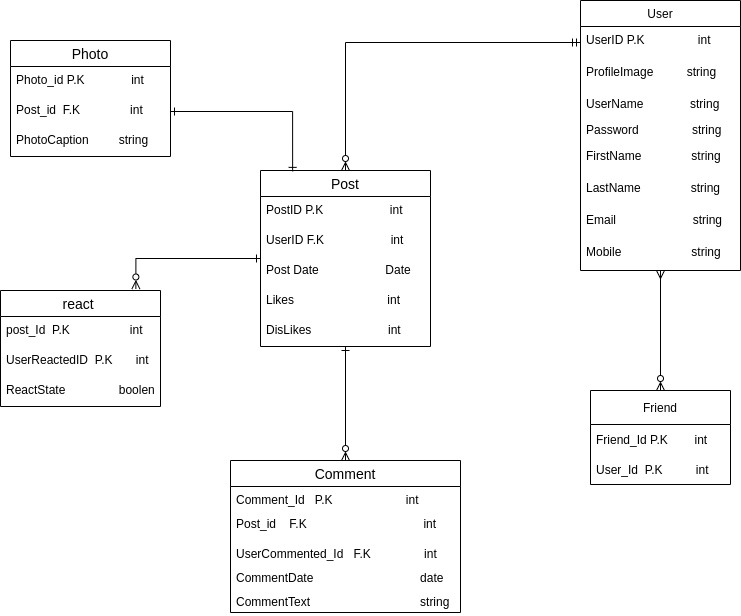 User
UserID P.K int
ProfileImage string
UserName string
Password string
FirstName string
LastName string
Email string
Mobile string
Photo
Photo_id P.K int
Post_id F.K int
PhotoCaption string
Post
PostID P.K int
UserID F.K int
Post Date Date
Likes int
DisLikes int
react
post_Id P.K int
UserReactedID P.K int
ReactState boolen
Friend
Friend_Id P.K int
User_Id P.K int
Comment
Comment_Id P.K int
Post_id F.K int
UserCommented_Id F.K int
CommentDate date
CommentText string